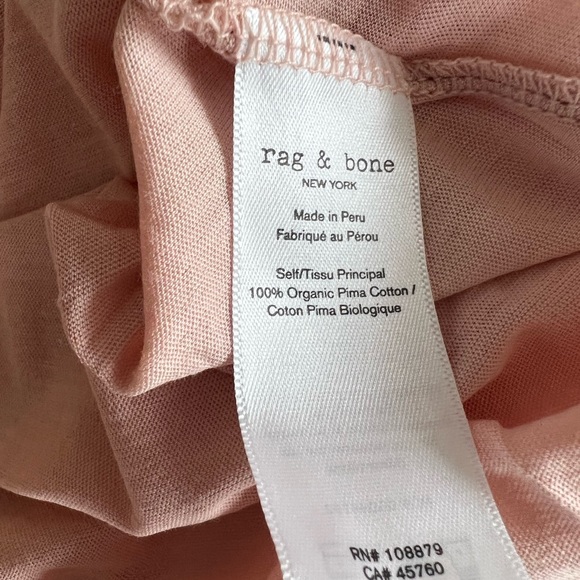 rag & bone
NEW YORK
Made in Peru
Fabriqué au Pérou
Self/Tissu Principal
100% Organic Pima Cotton /
Coton Pima Biologique
RN# 108879
CA# 45760